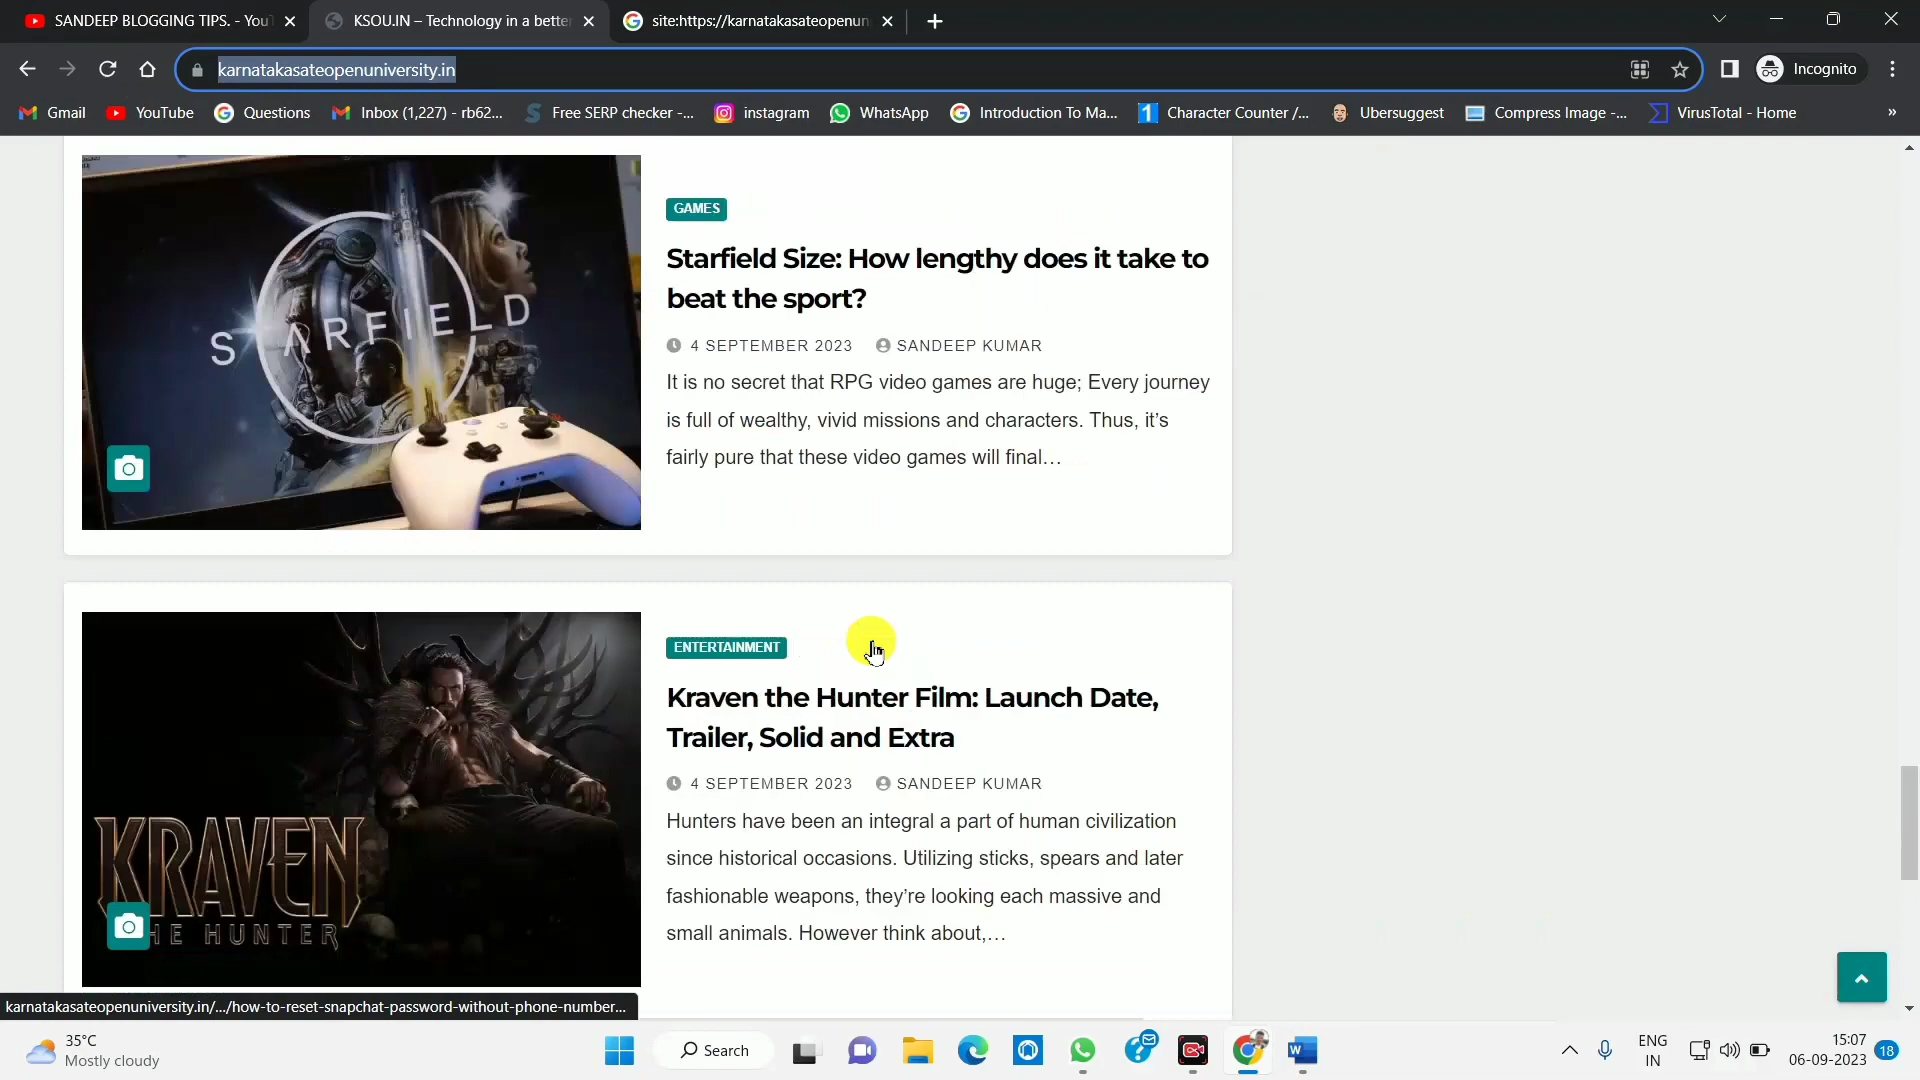 SANDEEP BLOGGING TIPS. - You
KSOU.IN – Technology in a bette
site:https://karnatakasateopenun
karnatakasateopenuniversity.in
Incognito
Gmail
YouTube
Questions
Inbox (1,227) - rb62...
Free SERP checker -...
instagram
WhatsApp
Introduction To Ma...
Character Counter /...
Ubersuggest
Compress Image -...
VirusTotal - Home
»
STARFIELD
GAMES
Starfield Size: How lengthy does it take to
beat the sport?
4 SEPTEMBER 2023 SANDEEP KUMAR
It is no secret that RPG video games are huge; Every journey
is full of wealthy, vivid missions and characters. Thus, it's
fairly pure that these video games will final...
KRAVEN
THE HUNTER
ENTERTAINMENT
Kraven the Hunter Film: Launch Date,
Trailer, Solid and Extra
4 SEPTEMBER 2023 SANDEEP KUMAR
Hunters have been an integral a part of human civilization
since historical occasions. Utilizing sticks, spears and later
fashionable weapons, they're looking each massive and
small animals. However think about,...
karnatakasateopenuniversity.in/.../how-to-reset-snapchat-password-without-phone-number...
35°C
Mostly cloudy
Search
ENG
IN
15:07
06-09-2023
18